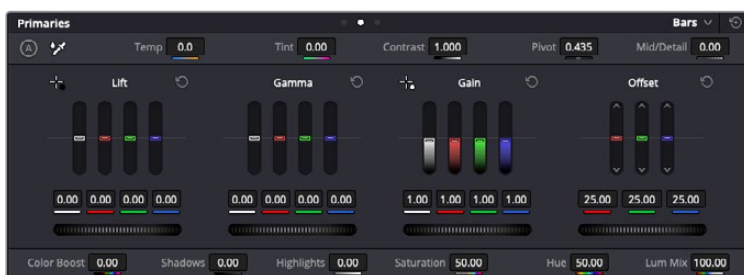 Primaries Bars
A Temp 0.0 Tint 0.00 Contrast 1.000 Pivot 0.435 Mid/Detail 0.00
Lift Gamma Gain Offset
0.00 0.00 0.00 0.00 0.00 0.00 0.00 0.00 1.00 1.00 1.00 1.00 25.00 25.00 25.00
Color Boost 0.00 Shadows 0.00 Highlights 0.00 Saturation 50.00 Hue 50.00 Lum Mix 100.00